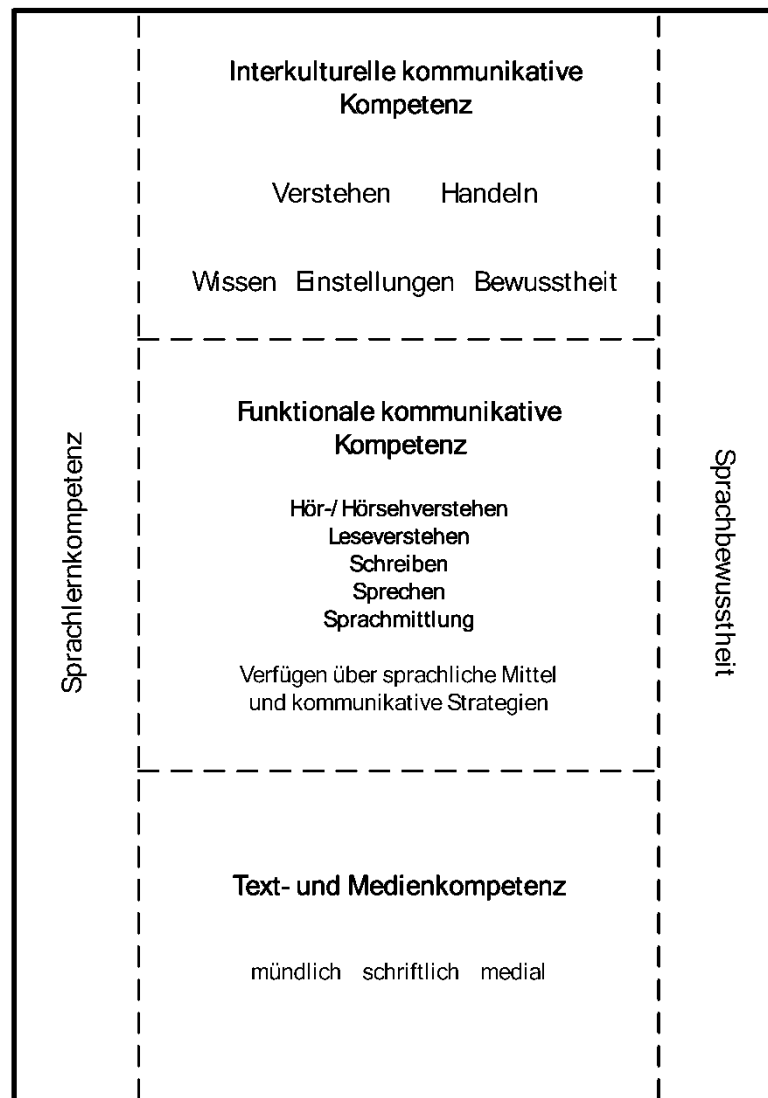 Interkulturelle kommunikative
Kompetenz
Verstehen Handeln
Wissen Einstellungen Bewusstheit
Sprachlernkompetenz
Funktionale kommunikative
Kompetenz
Hör-/ Hörsehverstehen
Leseverstehen
Schreiben
Sprechen
Sprachmittlung
Verfügen über sprachliche Mittel
und kommunikative Strategien
Sprachbewusstheit
Text- und Medienkompetenz
mündlich schriftlich medial